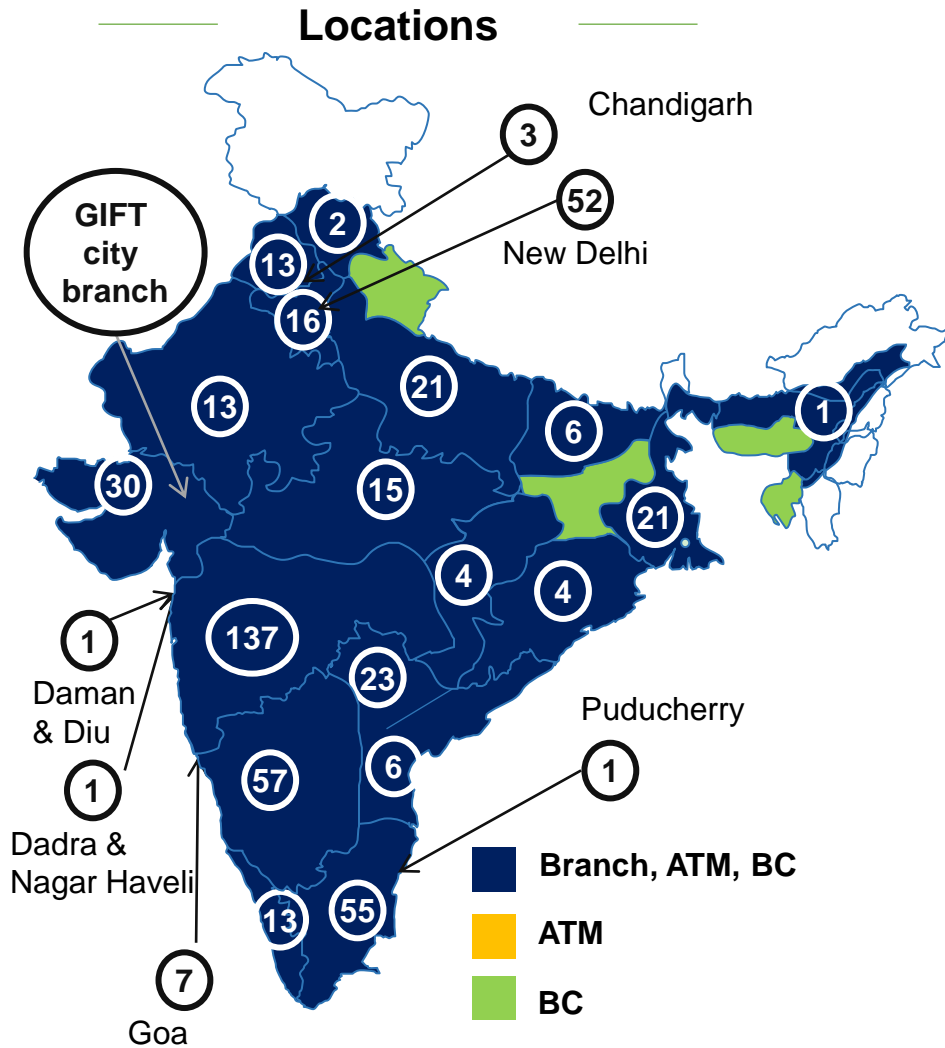 Locations
Chandigarh
3
52
New Delhi
GIFT
city
branch
2
13
16
21
13
6
1
30
15
21
4
4
137
23
1
Daman
& Diu
Puducherry
1
57
6
1
Dadra &
Nagar Haveli
Branch, ATM, BC
13
55
ATM
7
BC
Goa